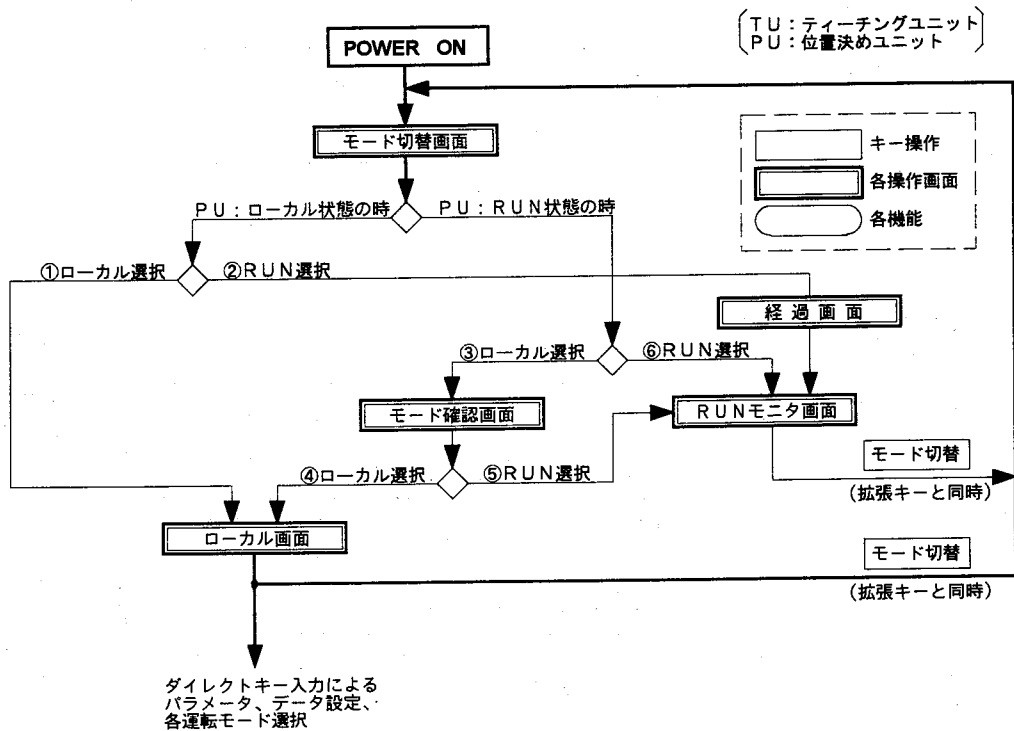 POWER ON
TU：ティーチングユニット
PU：位置決めユニット
モード切替画面
キー操作
各操作画面
各機能
PU：ローカル状態の時
PU：RUN状態の時
①ローカル選択
②RUN選択
経過画面
③ローカル選択
⑥RUN選択
モード確認画面
RUNモニタ画面
④ローカル選択
⑤RUN選択
モード切替
(拡張キーと同時)
ローカル画面
モード切替
(拡張キーと同時)
ダイレクトキー入力による
パラメータ、データ設定、
各運転モード選択